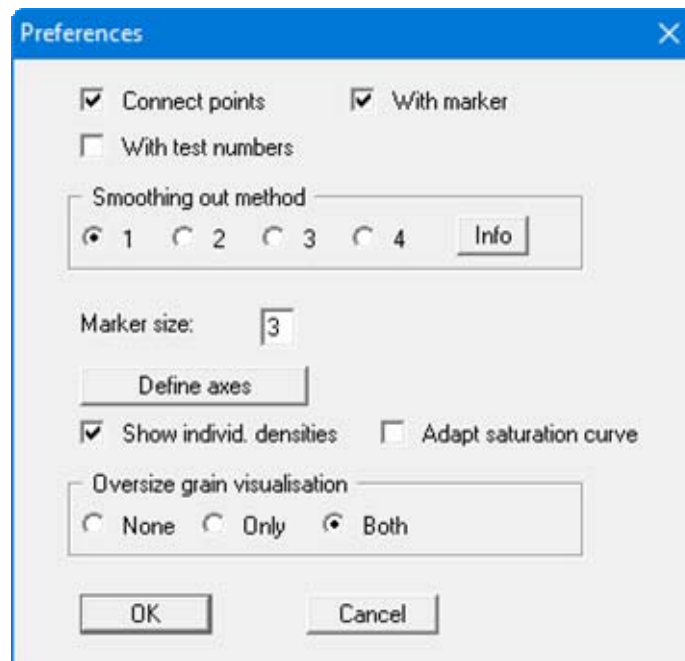 Preferences
Connect points With marker
With test numbers
Smoothing out method
1 2 3 4 Info
Marker size: 3
Define axes
Show individ. densities Adapt saturation curve
Oversize grain visualisation
None Only Both
OK Cancel